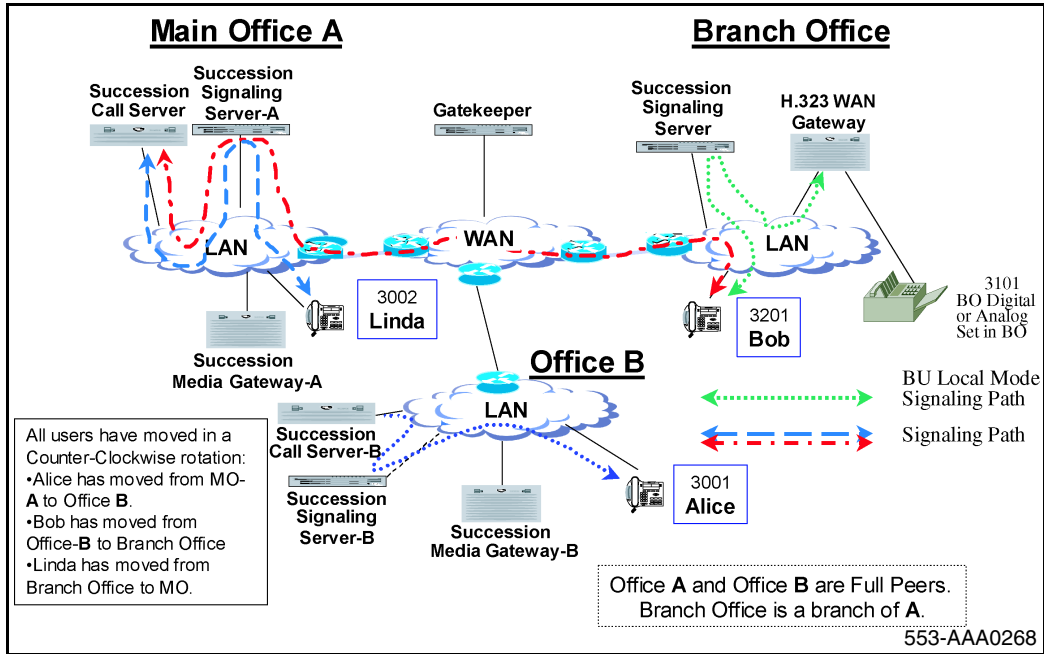 Main Office A
Branch Office
Succession
Call Server
Succession
Signaling
Server-A
Gatekeeper
Succession
Signaling
Server
H.323 WAN
Gateway
LAN
WAN
LAN
3002
Linda
3201
Bob
3101
BO Digital
or Analog
Set in BO
Succession
Media Gateway-A
Office B
LAN
BU Local Mode
Signaling Path
Signaling Path
Succession
Call Server-B
Succession
Signaling
Server-B
3001
Alice
Succession
Media Gateway-B
All users have moved in a
Counter-Clockwise rotation:
•Alice has moved from MO-
A to Office B.
•Bob has moved from
Office-B to Branch Office
•Linda has moved from
Branch Office to MO.
Office A and Office B are Full Peers.
Branch Office is a branch of A.
553-AAA0268